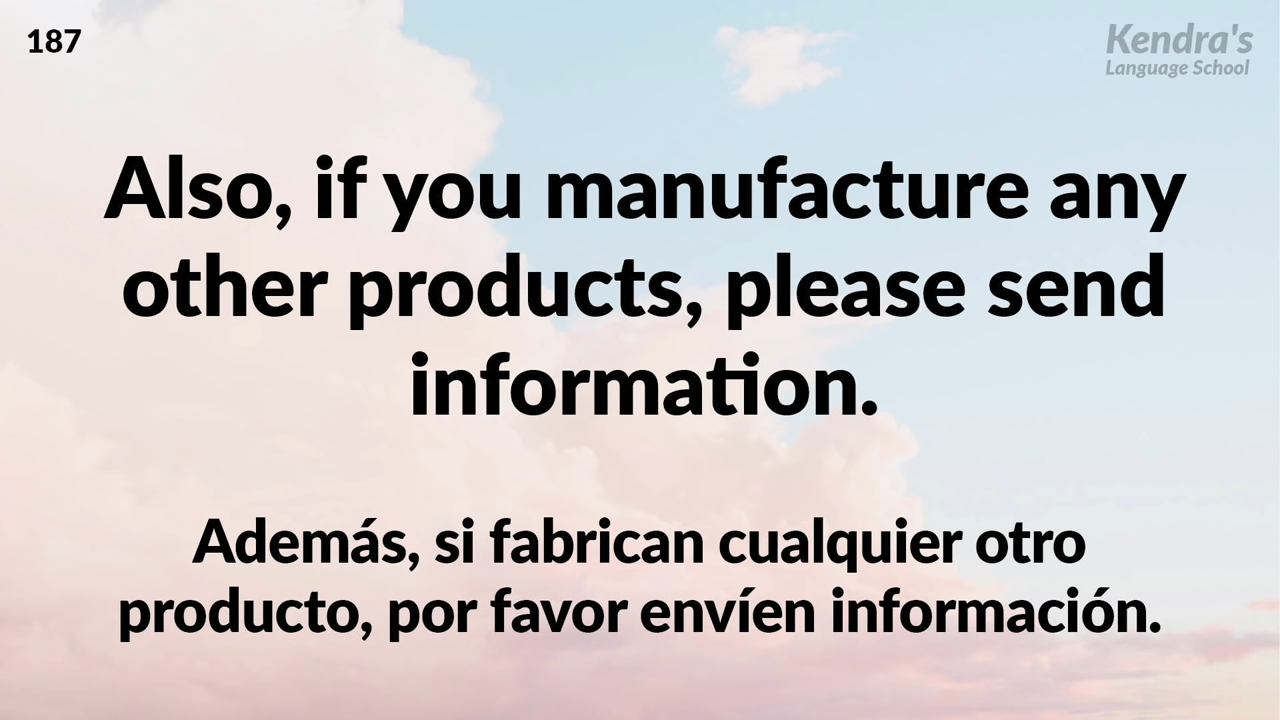 187
Kendra's
Language School
Also, if you manufacture any
other products, please send
information.
Además, si fabrican cualquier otro
producto, por favor envíen información.